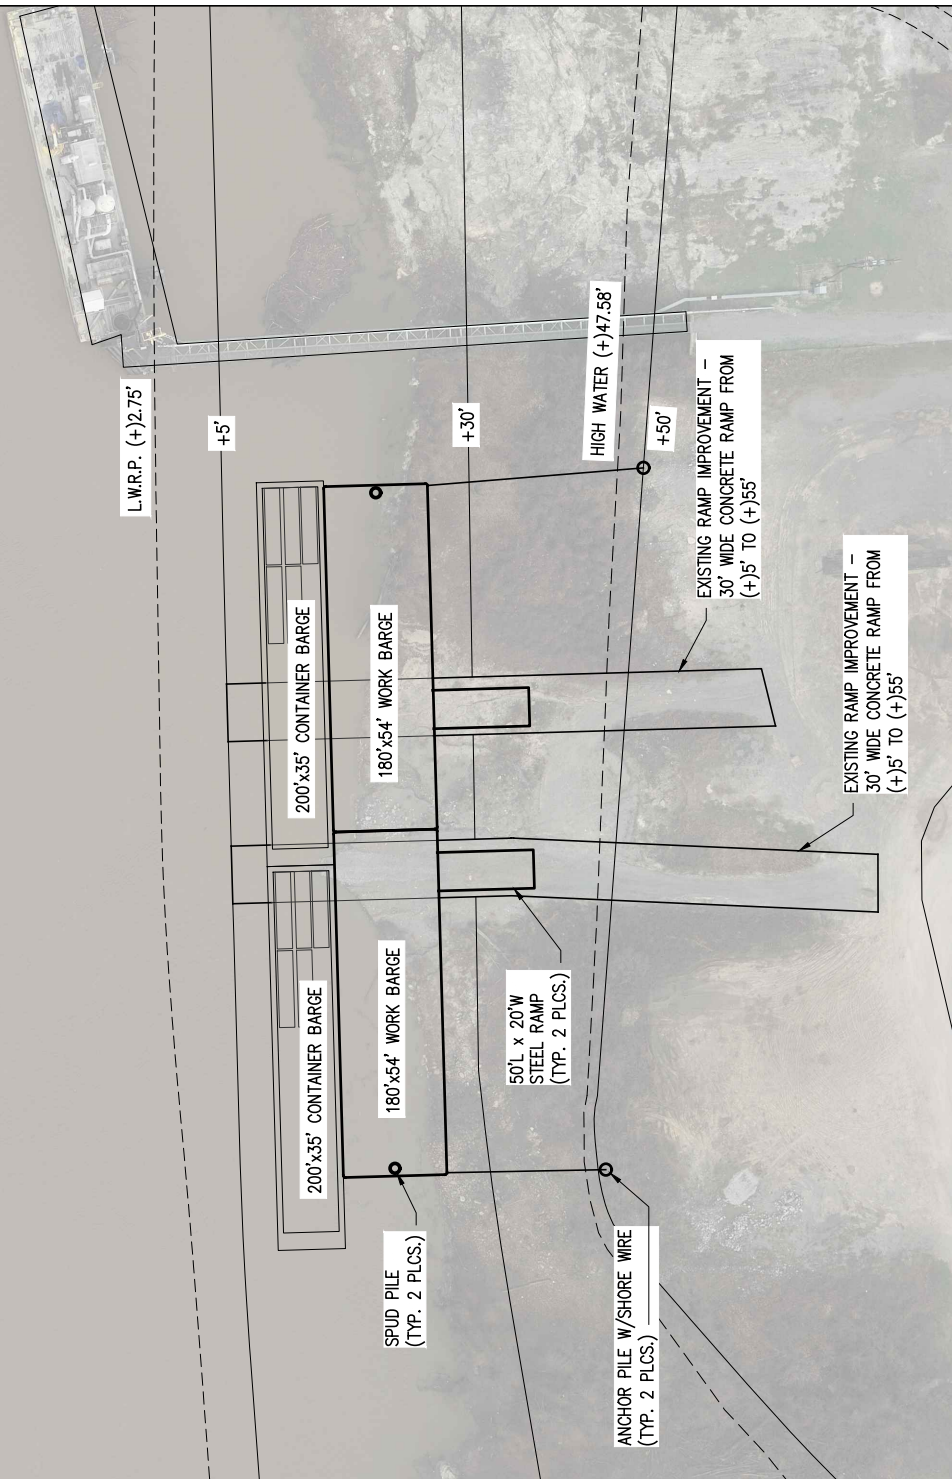 L.W.R.P. (+)2.75'
+5'
+30'
HIGH WATER (+)47.58'
+50'
EXISTING RAMP IMPROVEMENT –
30' WIDE CONCRETE RAMP FROM
(+)5' TO (+)55'
EXISTING RAMP IMPROVEMENT –
30' WIDE CONCRETE RAMP FROM
(+)5' TO (+)55'
200'x35' CONTAINER BARGE
180'x54' WORK BARGE
200'x35' CONTAINER BARGE
180'x54' WORK BARGE
50'L x 20'W
STEEL RAMP
(TYP. 2 PLCS.)
SPUD PILE
(TYP. 2 PLCS.)
ANCHOR PILE W/SHORE WIRE
(TYP. 2 PLCS.)